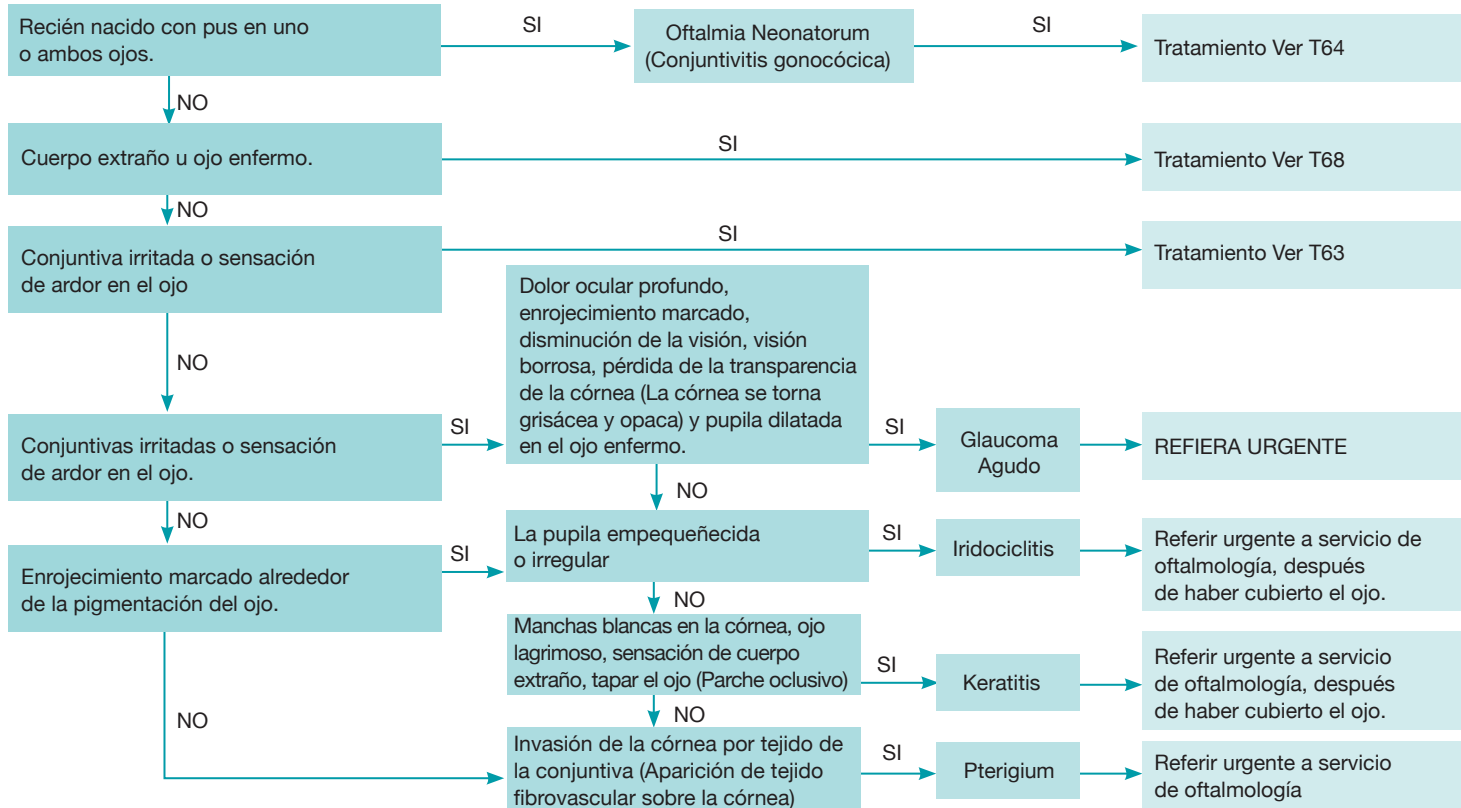 Recién nacido con pus en uno
o ambos ojos.
SI
Oftalmia Neonatorum
(Conjuntivitis gonocócica)
SI
Tratamiento Ver T64
NO
Cuerpo extraño u ojo enfermo.
SI
Tratamiento Ver T68
NO
Conjuntiva irritada o sensación
de ardor en el ojo
SI
Tratamiento Ver T63
NO
Conjuntivas irritadas o sensación
de ardor en el ojo.
SI
Dolor ocular profundo,
enrojecimiento marcado,
disminución de la visión, visión
borrosa, pérdida de la transparencia
de la córnea (La córnea se torna
grisácea y opaca) y pupila dilatada
en el ojo enfermo.
SI
Glaucoma
Agudo
REFIERA URGENTE
NO
NO
Enrojecimiento marcado alrededor
de la pigmentación del ojo.
SI
La pupila empequeñecida
o irregular
SI
Iridociclitis
Referir urgente a servicio de
oftalmología, después
de haber cubierto el ojo.
NO
Manchas blancas en la córnea, ojo
lagrimoso, sensación de cuerpo
extraño, tapar el ojo (Parche oclusivo)
SI
Keratitis
Referir urgente a servicio
de oftalmología, después
de haber cubierto el ojo.
NO
NO
Invasión de la córnea por tejido de
la conjuntiva (Aparición de tejido
fibrovascular sobre la córnea)
SI
Pterigium
Referir urgente a servicio
de oftalmología